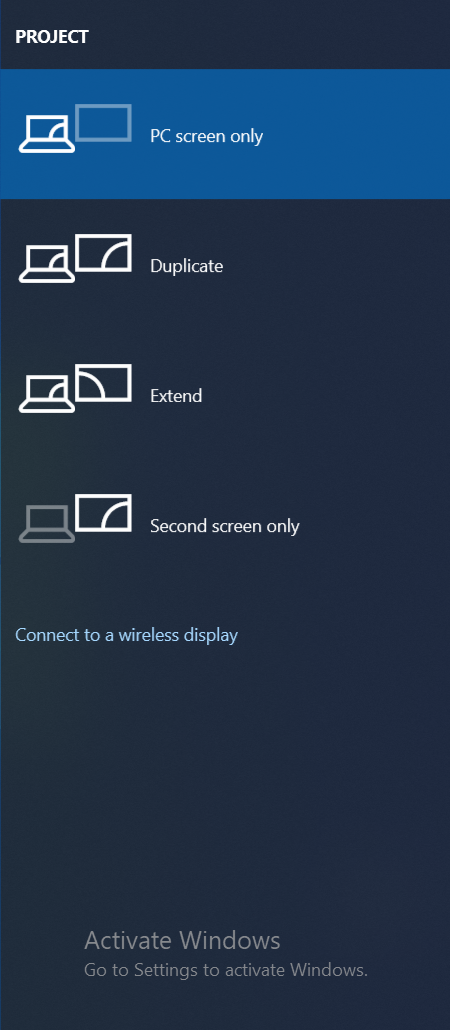 PROJECT
PC screen only
Duplicate
Extend
Second screen only
Connect to a wireless display
Activate Windows
Go to Settings to activate Windows.